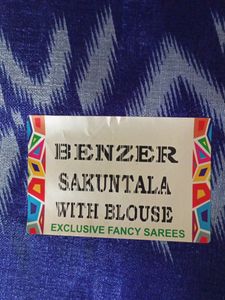 BENZER
SAKUNTALA
WITH BLOUSE
EXCLUSIVE FANCY SAREES